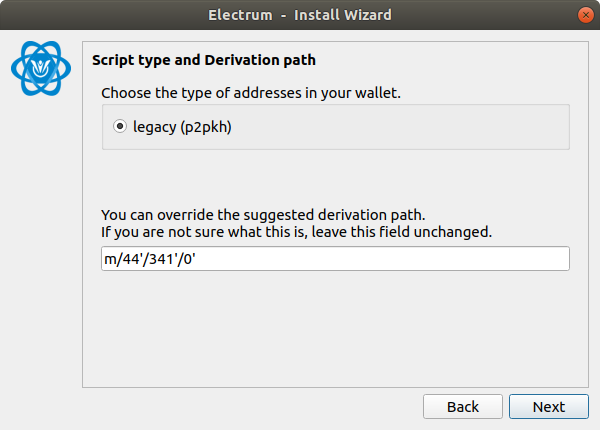 Electrum - Install Wizard
Script type and Derivation path
Choose the type of addresses in your wallet.
legacy (p2pkh)
You can override the suggested derivation path.
If you are not sure what this is, leave this field unchanged.
m/44'/341'/0'
Back Next